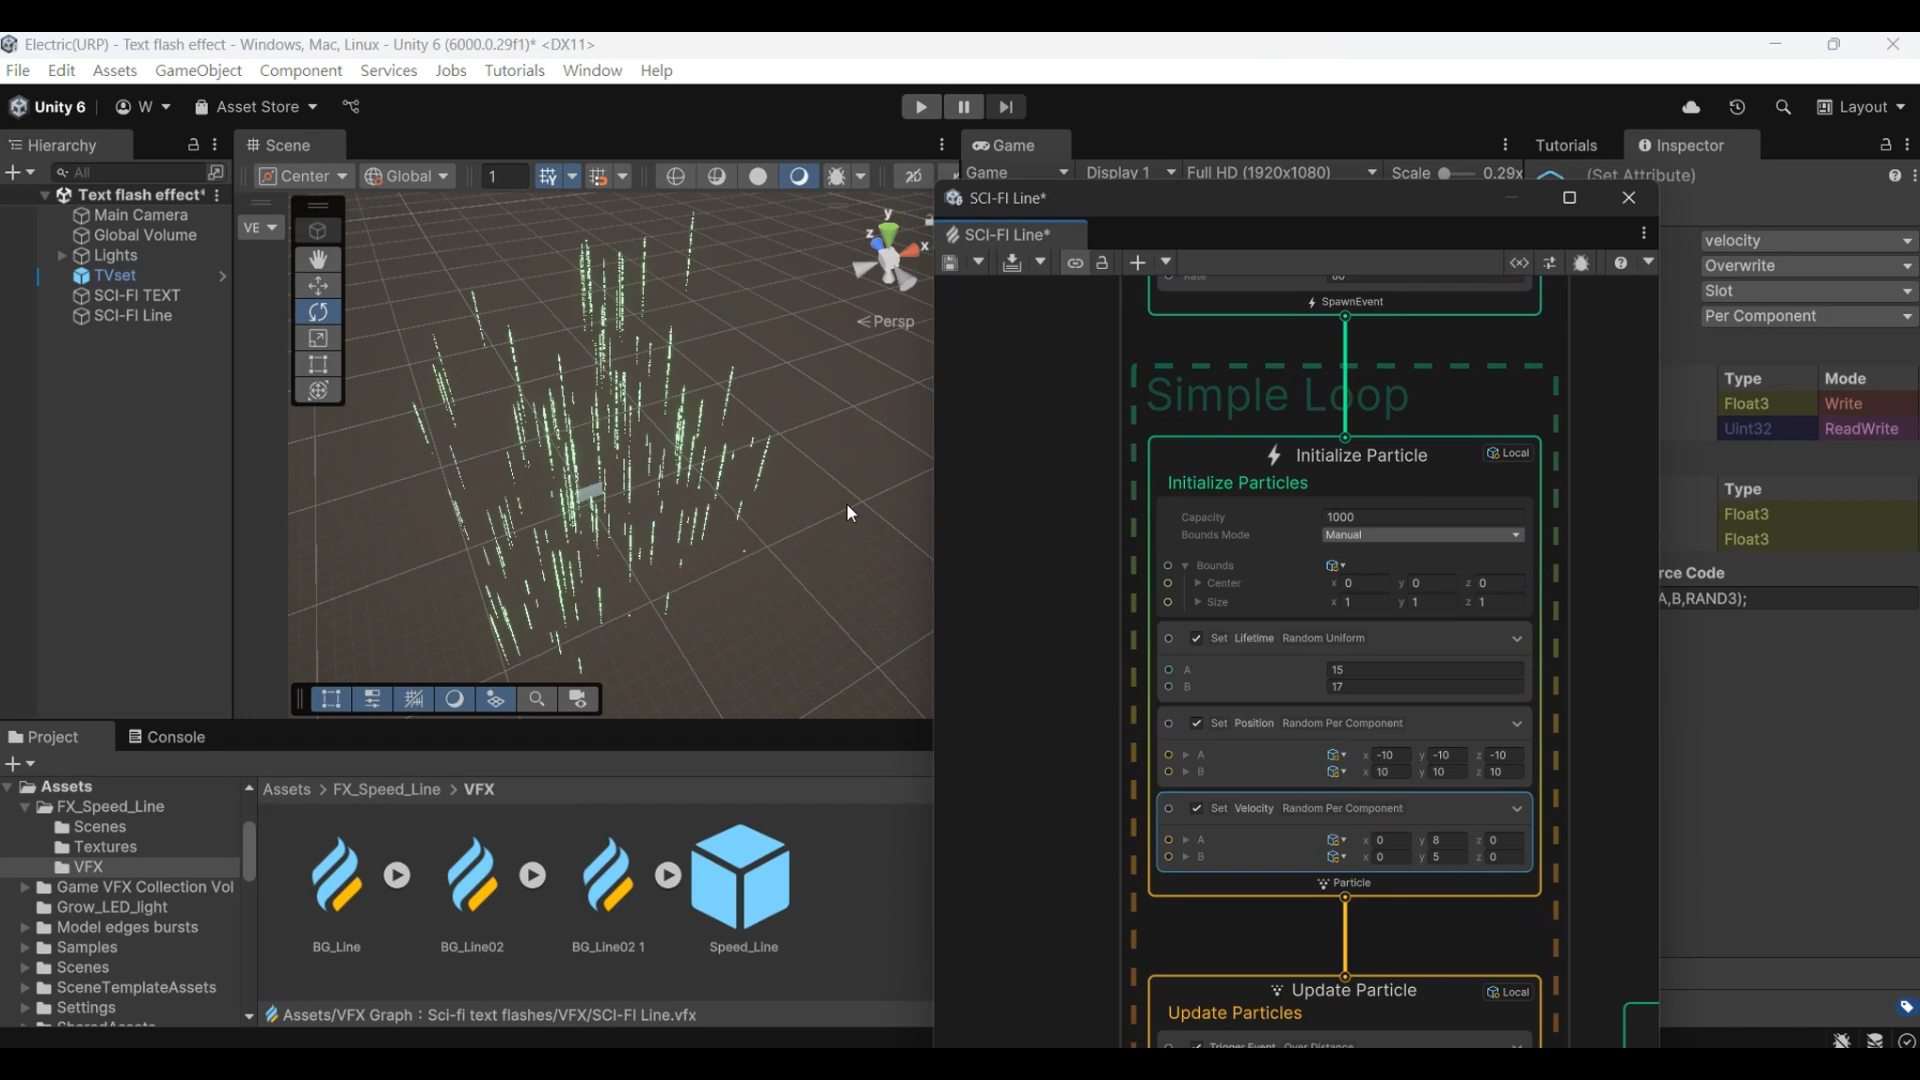 Electric(URP) - Text flash effect - Windows, Mac, Linux - Unity 6 (6000.0.29f1)* <DX11>
File Edit Assets GameObject Component Services Jobs Tutorials Window Help
Unity 6 W Asset Store Layout
Hierarchy
Scene
Game
Tutorials
Inspector
All
Center
Global
1
Game
Display 1
Full HD (1920x1080)
Scale 0.29x
(Set Attribute)
Text flash effect*
Main Camera
Global Volume
Lights
TVset
SCI-FI TEXT
SCI-FI Line
VE
y
z
x
Persp
SCI-FI Line*
SCI-FI Line*
SpawnEvent
Simple Loop
Initialize Particle
Local
Initialize Particles
Capacity 1000
Bounds Mode Manual
Bounds
Center x 0 y 0 z 0
Size x 1 y 1 z 1
Set Lifetime Random Uniform
A 15
B 17
Set Position Random Per Component
A x -10 y -10 z -10
B x 10 y 10 z 10
Set Velocity Random Per Component
A x 0 y 8 z 0
B x 0 y 5 z 0
Particle
Update Particle
Local
Update Particles
velocity
Overwrite
Slot
Per Component
Type Mode
Float3 Write
Uint32 ReadWrite
Type
Float3
Float3
rce Code
A,B,RAND3);
Project
Console
Assets
FX_Speed_Line
Scenes
Textures
VFX
Game VFX Collection Vol
Grow_LED_light
Model edges bursts
Samples
Scenes
SceneTemplateAssets
Settings
Assets > FX_Speed_Line > VFX
BG_Line
BG_Line02
BG_Line02 1
Speed_Line
Assets/VFX Graph : Sci-fi text flashes/VFX/SCI-FI Line.vfx